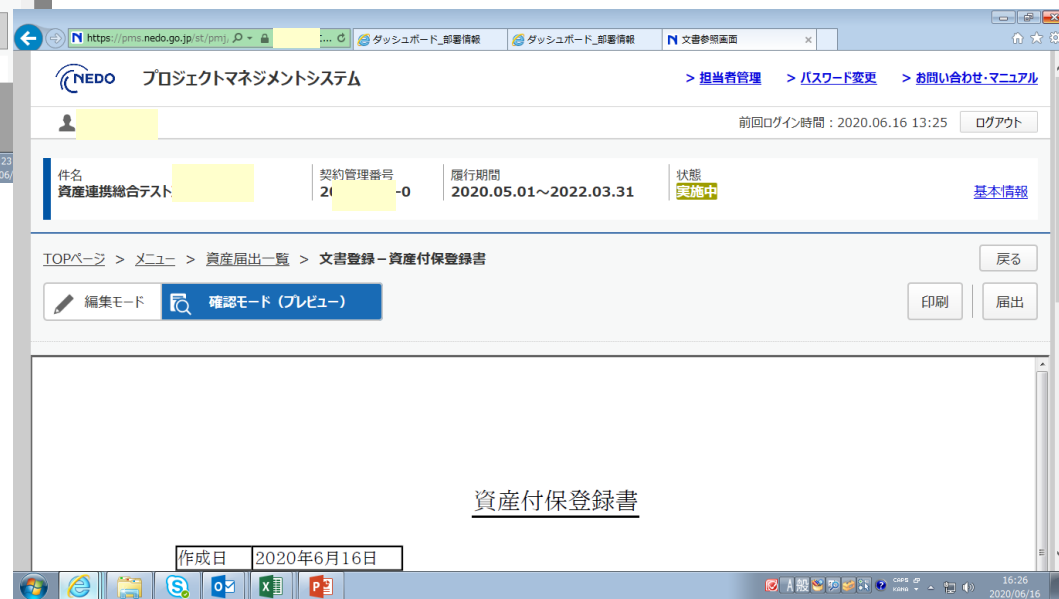 https://pms.nedo.go.jp/st/pmj,
... ダッシュボード_部署情報 ダッシュボード_部署情報 文書参照画面
NEDO プロジェクトマネジメントシステム > 担当者管理 > パスワード変更 > お問い合わせ・マニュアル
前回ログイン時間：2020.06.16 13:25 ログアウト
件名 契約管理番号 履行期間 状態
資産連携総合テスト 20 -0 2020.05.01～2022.03.31 実施中 基本情報
TOPページ > メニュー > 資産届出一覧 > 文書登録－資産付保登録書 戻る
編集モード 確認モード（プレビュー） 印刷 届出
資産付保登録書
作成日 2020年6月16日
A 般 CAPS KANA 16:26
2020/06/16